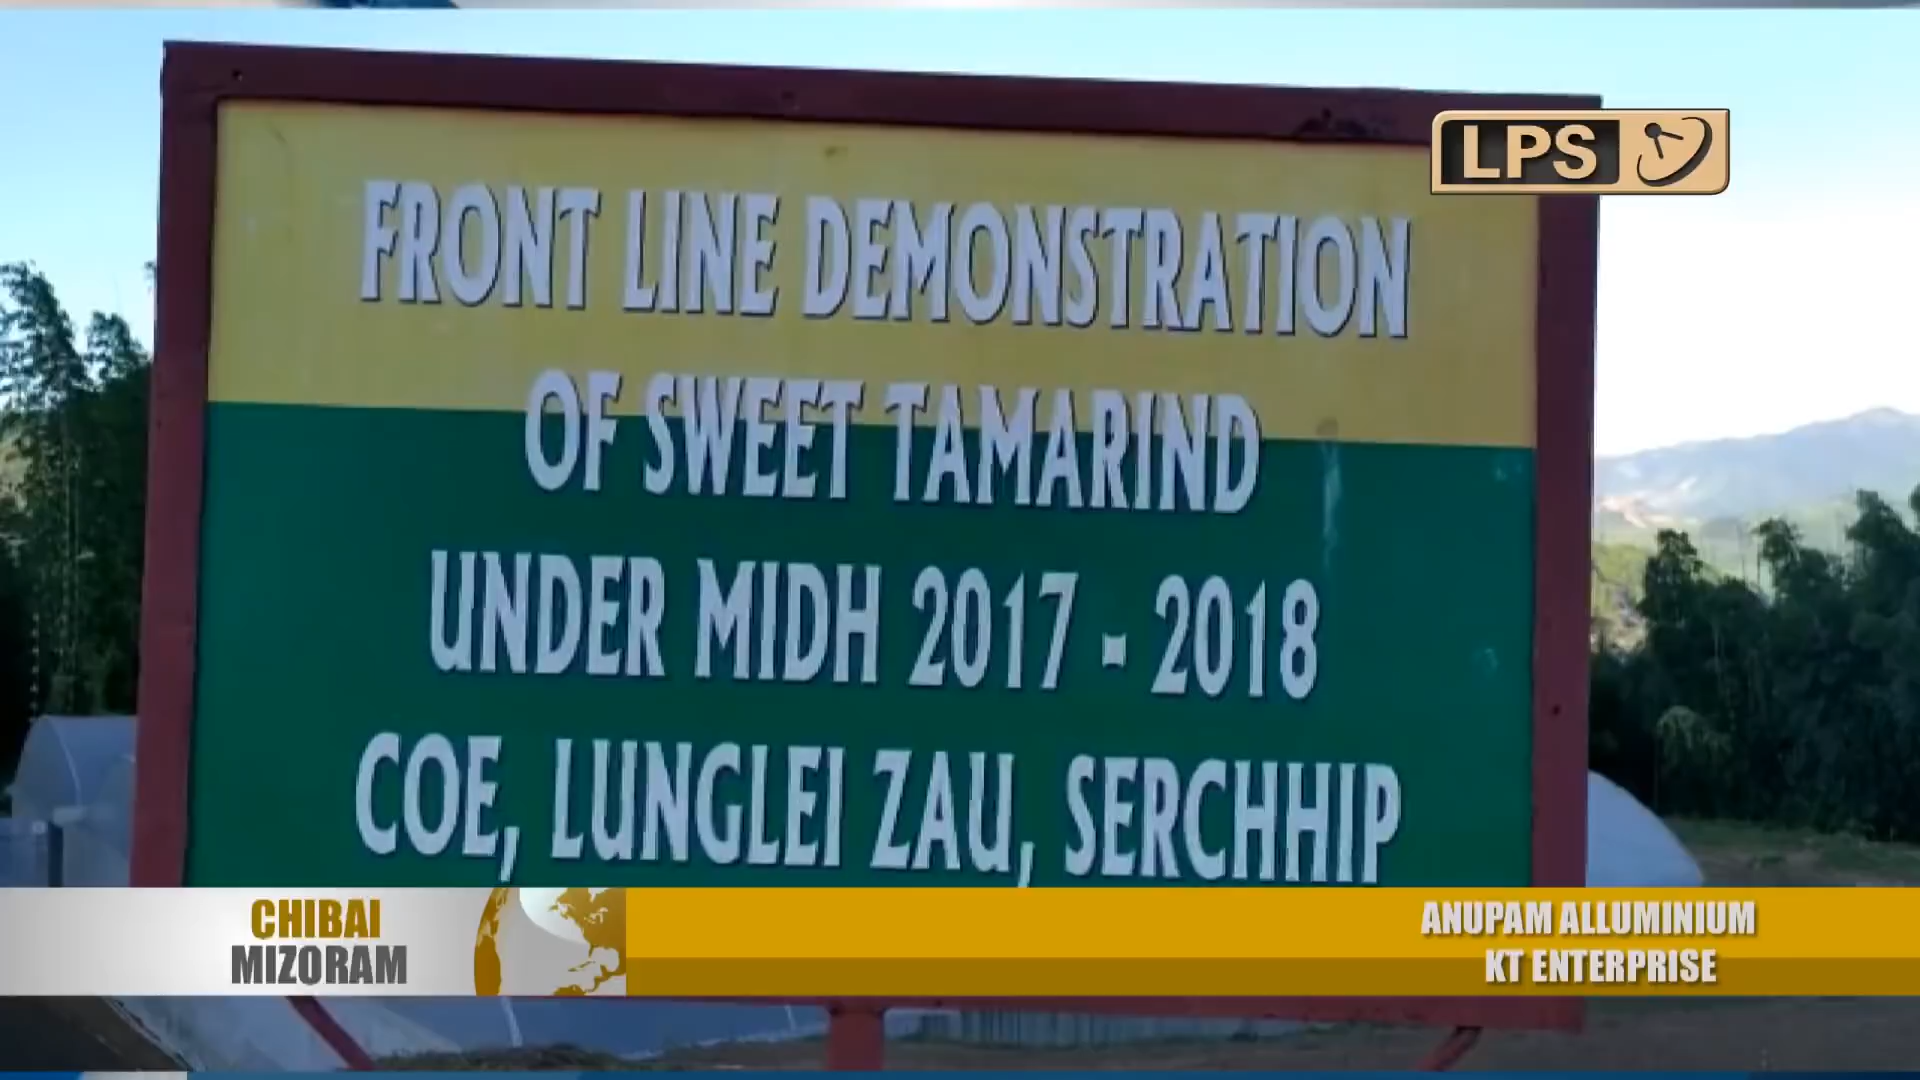 LPS
FRONT LINE DEMONSTRATION
OF SWEET TAMARIND
UNDER MIDH 2017 - 2018
COE, LUNGLEI ZAU, SERCHHIP
CHIBAI
MIZORAM
ANUPAM ALLUMINIUM
KT ENTERPRISE